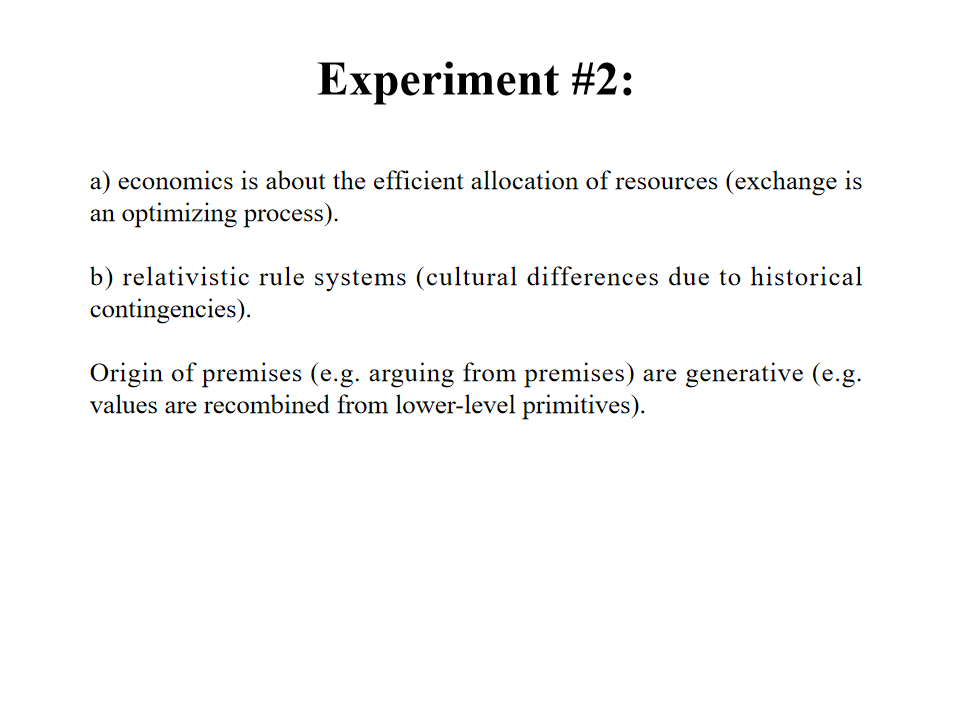 Experiment #2:
a) economics is about the efficient allocation of resources (exchange is
an optimizing process).
b) relativistic rule systems (cultural differences due to historical
contingencies).
Origin of premises (e.g. arguing from premises) are generative (e.g.
values are recombined from lower-level primitives).